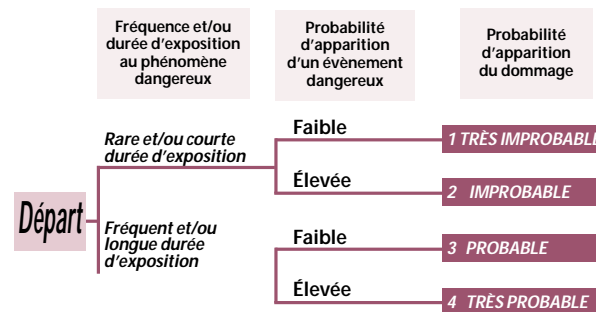 Fréquence et/ou
durée d'exposition
au phénomène
dangereux
Probabilité
d'apparition
d'un évènement
dangereux
Probabilité
d'apparition
du dommage
Départ
Rare et/ou courte
durée d'exposition
Faible
1 TRÈS IMPROBABLE
Élevée
2 IMPROBABLE
Fréquent et/ou
longue durée
d'exposition
Faible
3 PROBABLE
Élevée
4 TRÈS PROBABLE